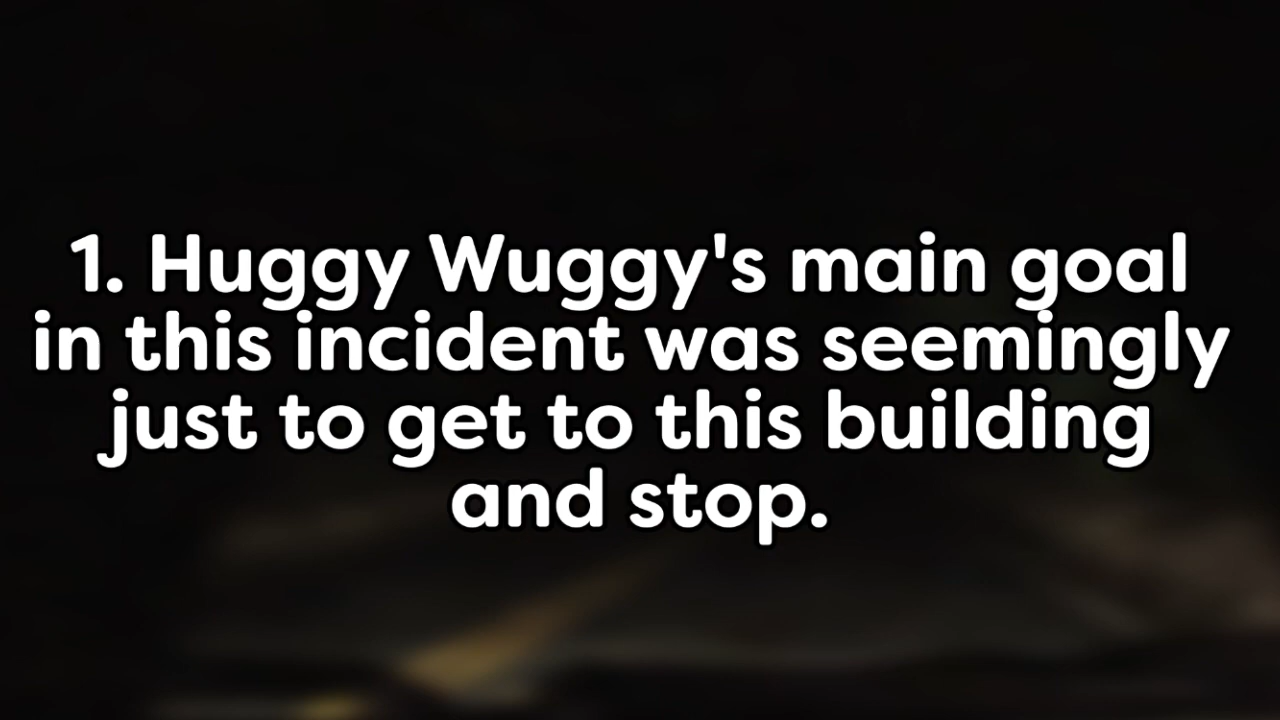 1. Huggy Wuggy's main goal
in this incident was seemingly
just to get to this building
and stop.